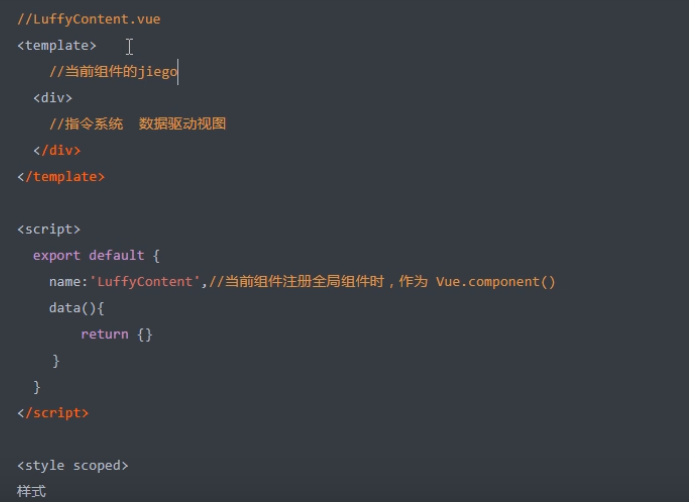 //LuffyContent.vue
<template>
//当前组件的jiego
<div>
//指令系统 数据驱动视图
</div>
</template>
<script>
export default {
name:'LuffyContent',//当前组件注册全局组件时，作为 Vue.component()
data(){
return {}
}
}
</script>
<style scoped>
样式